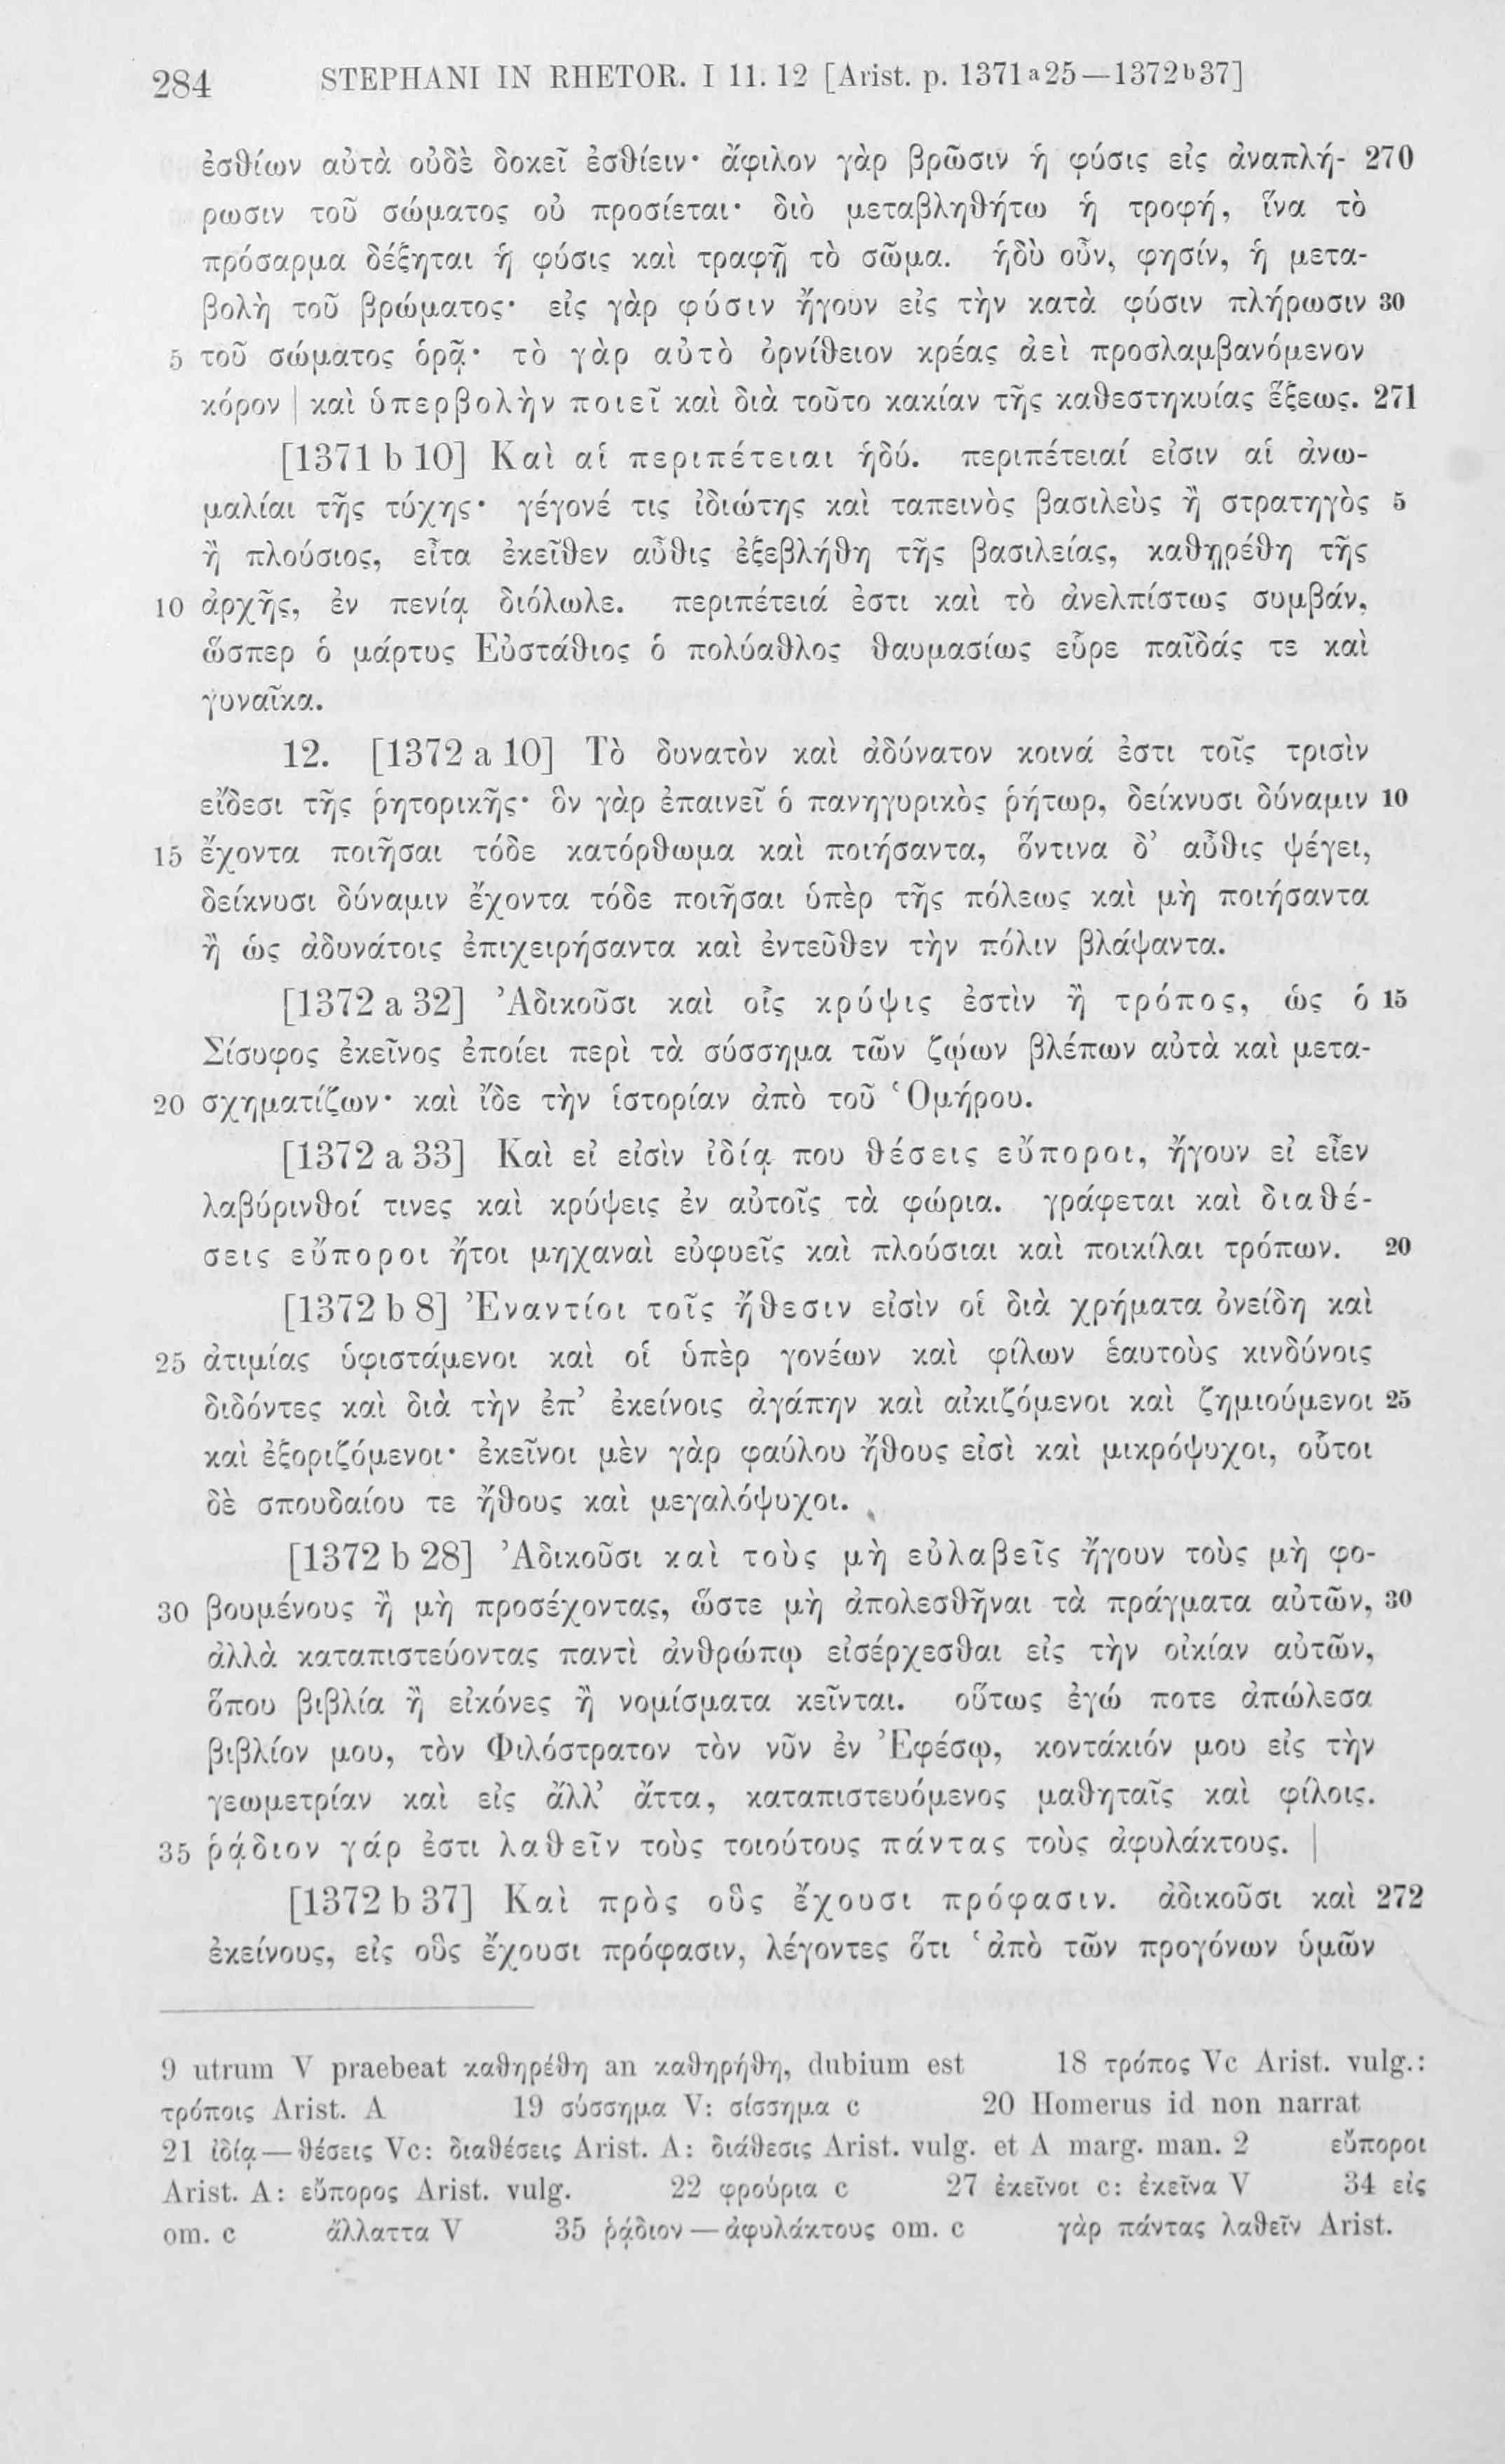 284 STEPHANI IN RHETOR. I 11. 12 [Arist. p. 1371a25—1372b37]
ἐσθίων αὐτὰ οὐδὲ δοκεῖ ἐσθίειν· ἄφιλον γὰρ βρῶσιν ἡ φύσις εἰς ἀναπλή- 270
ρωσιν τοῦ σώματος οὐ προσίεται· διὸ μεταβληθήτω ἡ τροφή, ἵνα τὸ
πρόσαρμα δέξηται ἡ φύσις καὶ τραφῇ τὸ σῶμα. ἡδὺ οὖν, φησίν, ἡ μετα-
βολὴ τοῦ βρώματος· εἰς γὰρ φύσιν ἤγουν εἰς τὴν κατὰ φύσιν πλήρωσιν 30
5 τοῦ σώματος ὁρᾷ· τὸ γὰρ αὐτὸ ὀρνίθειον κρέας ἀεὶ προσλαμβανόμενον
κόρον | καὶ ὑπερβολὴν ποιεῖ καὶ διὰ τοῦτο κακίαν τῆς καθεστηκυίας ἕξεως. 271
[1371 b 10] Καὶ αἱ περιπέτειαι ἡδύ. περιπέτειαί εἰσιν αἱ ἀνω-
μαλίαι τῆς τύχης· γέγονέ τις ἰδιώτης καὶ ταπεινὸς βασιλεὺς ἢ στρατηγὸς 5
ἢ πλούσιος, εἶτα ἐκεῖθεν αὖθις ἐξεβλήθη τῆς βασιλείας, καθῃρέθη τῆς
10 ἀρχῆς, ἐν πενίᾳ διόλωλε. περιπέτειά ἐστι καὶ τὸ ἀνελπίστως συμβάν,
ὥσπερ ὁ μάρτυς Εὐστάθιος ὁ πολύαθλος θαυμασίως εὗρε παῖδάς τε καὶ
γυναῖκα.
12. [1372 a 10] Τὸ δυνατὸν καὶ ἀδύνατον κοινά ἐστι τοῖς τρισὶν
εἴδεσι τῆς ῥητορικῆς· ὃν γὰρ ἐπαινεῖ ὁ πανηγυρικὸς ῥήτωρ, δείκνυσι δύναμιν 10
15 ἔχοντα ποιῆσαι τόδε κατόρθωμα καὶ ποιήσαντα, ὅντινα δ’ αὖθις ψέγει,
δείκνυσι δύναμιν ἔχοντα τόδε ποιῆσαι ὑπὲρ τῆς πόλεως καὶ μὴ ποιήσαντα
ἢ ὡς ἀδυνάτοις ἐπιχειρήσαντα καὶ ἐντεῦθεν τὴν πόλιν βλάψαντα.
[1372 a 32] Ἀδικοῦσι καὶ οἷς κρύψις ἐστὶν ἢ τρόπος, ὡς ὁ 15
Σίσυφος ἐκεῖνος ἐποίει περὶ τὰ σύσσημα τῶν ζῴων βλέπων αὐτὰ καὶ μετα-
20 σχηματίζων· καὶ ἴδε τὴν ἱστορίαν ἀπὸ τοῦ Ὁμήρου.
[1372 a 33] Καὶ εἰ εἰσὶν ἰδίᾳ που θέσεις εὔποροι, ἤγουν εἰ εἶεν
λαβύρινθοί τινες καὶ κρύψεις ἐν αὐτοῖς τὰ φώρια. γράφεται καὶ διαθέ-
σεις εὔποροι ἤτοι μηχαναὶ εὐφυεῖς καὶ πλούσιαι καὶ ποικίλαι τρόπων. 20
[1372 b 8] Ἐναντίοι τοῖς ἤθεσιν εἰσὶν οἱ διὰ χρήματα ὀνείδη καὶ
25 ἀτιμίας ὑφιστάμενοι καὶ οἱ ὑπὲρ γονέων καὶ φίλων ἑαυτοὺς κινδύνοις
διδόντες καὶ διὰ τὴν ἐπ’ ἐκείνοις ἀγάπην καὶ αἰκιζόμενοι καὶ ζημιούμενοι 25
καὶ ἐξοριζόμενοι· ἐκεῖνοι μὲν γὰρ φαύλου ἤθους εἰσὶ καὶ μικρόψυχοι, οὗτοι
δὲ σπουδαίου τε ἤθους καὶ μεγαλόψυχοι.
[1372 b 28] Ἀδικοῦσι καὶ τοὺς μὴ εὐλαβεῖς ἤγουν τοὺς μὴ φο-
30 βουμένους ἢ μὴ προσέχοντας, ὥστε μὴ ἀπολεσθῆναι τὰ πράγματα αὐτῶν, 30
ἀλλὰ καταπιστεύοντας παντὶ ἀνθρώπῳ εἰσέρχεσθαι εἰς τὴν οἰκίαν αὐτῶν,
ὅπου βιβλία ἢ εἰκόνες ἢ νομίσματα κεῖνται. οὕτως ἐγώ ποτε ἀπώλεσα
βιβλίον μου, τὸν Φιλόστρατον τὸν νῦν ἐν Ἐφέσῳ, κοντάκιόν μου εἰς τὴν
γεωμετρίαν καὶ εἰς ἄλλ’ ἄττα, καταπιστευόμενος μαθηταῖς καὶ φίλοις.
35 ῥᾴδιον γάρ ἐστι λαθεῖν τοὺς τοιούτους πάντας τοὺς ἀφυλάκτους. |
[1372 b 37] Καὶ πρὸς οὓς ἔχουσι πρόφασιν. ἀδικοῦσι καὶ 272
ἐκείνους, εἰς οὓς ἔχουσι πρόφασιν, λέγοντες ὅτι ‘ἀπὸ τῶν προγόνων ὑμῶν
9 utrum V praebeat καθηρέθη an καθηρήθη, dubium est 18 τρόπος Vc Arist. vulg.:
τρόποις Arist. A 19 σύσσημα V: σίσσημα c 20 Homerus id non narrat
21 ἰδίᾳ—θέσεις Vc: διαθέσεις Arist. A: διάθεσις Arist. vulg. et A marg. man. 2 εὔποροι
Arist. A: εὔπορος Arist. vulg. 22 φρούρια c 27 ἐκεῖνοι c: ἐκεῖνα V 34 εἰς
om. c ἄλλαττα V 35 ῥᾴδιον—ἀφυλάκτους om. c γὰρ πάντας λαθεῖν Arist.